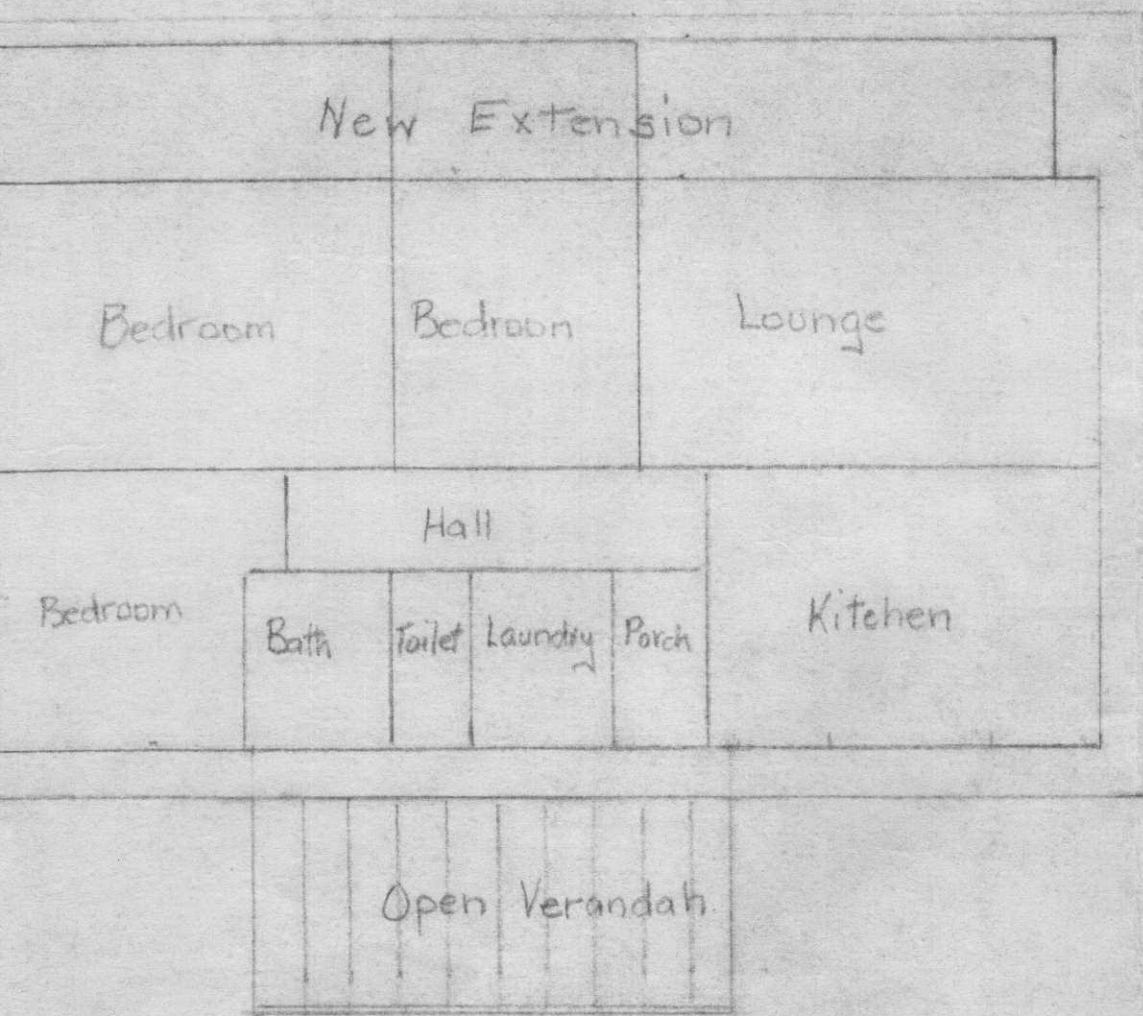 New Extension
Bedroom
Bedroon
Lounge
Hall
Bedroom
Bath
Toilet
Laundry
Porch
Kitchen
Open Verandah.